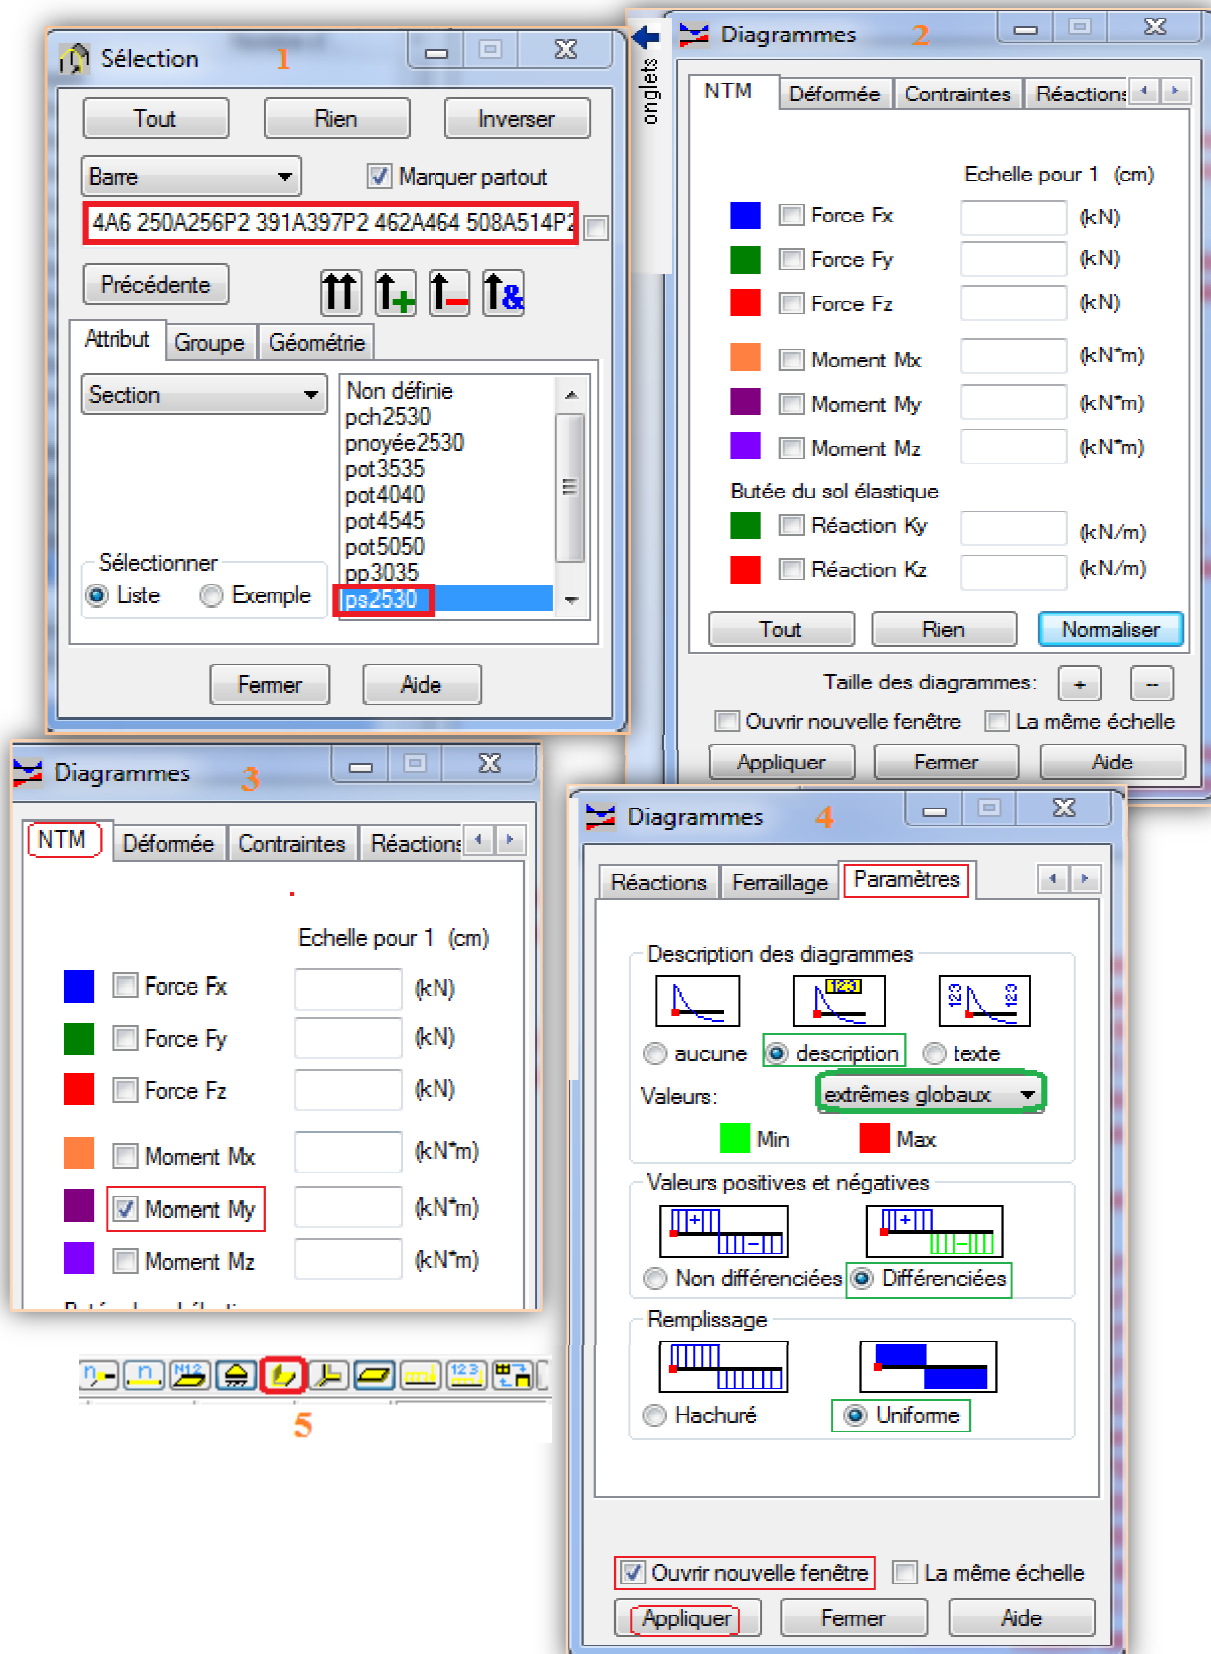 Sélection
1
Tout Rien Inverser
Barre Marquer partout
4A6 250A256P2 391A397P2 462A464 508A514P2
Précédente
&
Attribut Groupe Géométrie
Section
Non définie
pch2530
pnoyée2530
pot3535
pot4040
pot4545
pot5050
pp3035
ps2530
Sélectionner
Liste Exemple
Fermer Aide
onglets
Diagrammes
2
NTM Déformée Contraintes Réactions
Echelle pour 1 (cm)
Force Fx (kN)
Force Fy (kN)
Force Fz (kN)
Moment Mx (kN*m)
Moment My (kN*m)
Moment Mz (kN*m)
Butée du sol élastique
Réaction Ky (kN/m)
Réaction Kz (kN/m)
Tout Rien Normaliser
Taille des diagrammes: + --
Ouvrir nouvelle fenêtre La même échelle
Appliquer Fermer Aide
Diagrammes
3
NTM Déformée Contraintes Réactions
Echelle pour 1 (cm)
Force Fx (kN)
Force Fy (kN)
Force Fz (kN)
Moment Mx (kN*m)
Moment My (kN*m)
Moment Mz (kN*m)
Diagrammes
4
Réactions Ferraillage Paramètres
Description des diagrammes
123 123 123
aucune description texte
Valeurs: extrêmes globaux
Min Max
Valeurs positives et négatives
Non différenciées Différenciées
Remplissage
Hachuré Uniforme
Ouvrir nouvelle fenêtre La même échelle
Appliquer Fermer Aide
n n N12 123
5